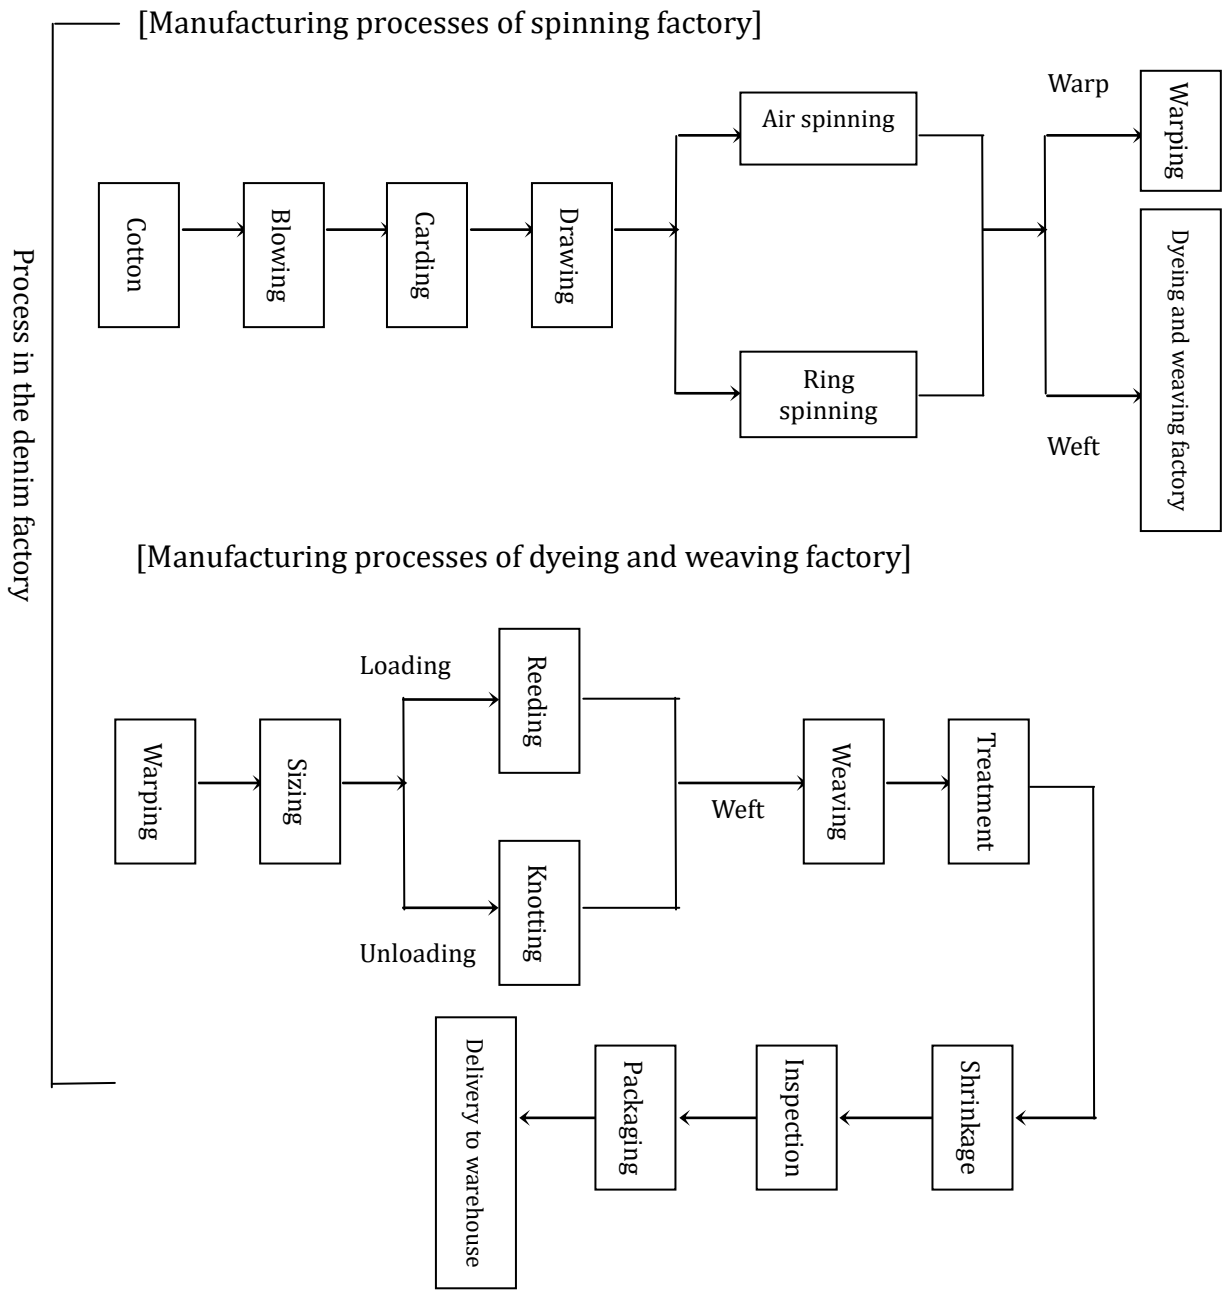 [Manufacturing processes of spinning factory]
Process in the denim factory
Cotton
Blowing
Carding
Drawing
Air spinning
Ring
spinning
Warp
Warping
Weft
Dyeing and weaving factory
[Manufacturing processes of dyeing and weaving factory]
Warping
Sizing
Loading
Reeding
Unloading
Knotting
Weft
Weaving
Treatment
Shrinkage
Inspection
Packaging
Delivery to warehouse